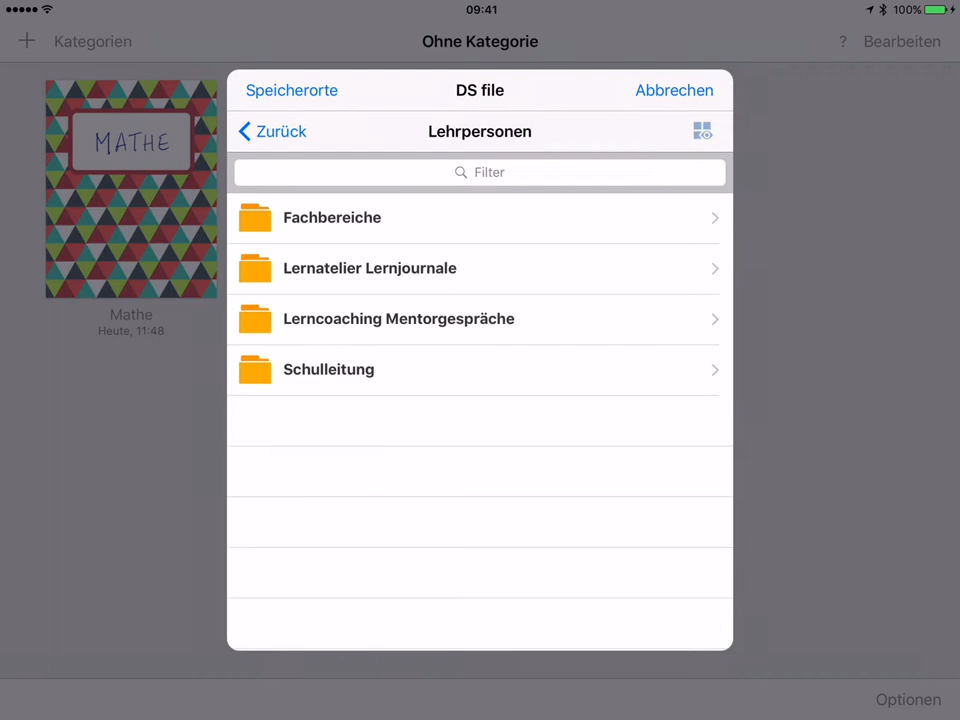 09:41
100%
Kategorien
Ohne Kategorie
?
Bearbeiten
Speicherorte
DS file
Abbrechen
Zurück
Lehrpersonen
Filter
Fachbereiche
Lernatelier Lernjournale
Lerncoaching Mentorgespräche
Schulleitung
MATHE
Mathe
Heute, 11:48
Optionen